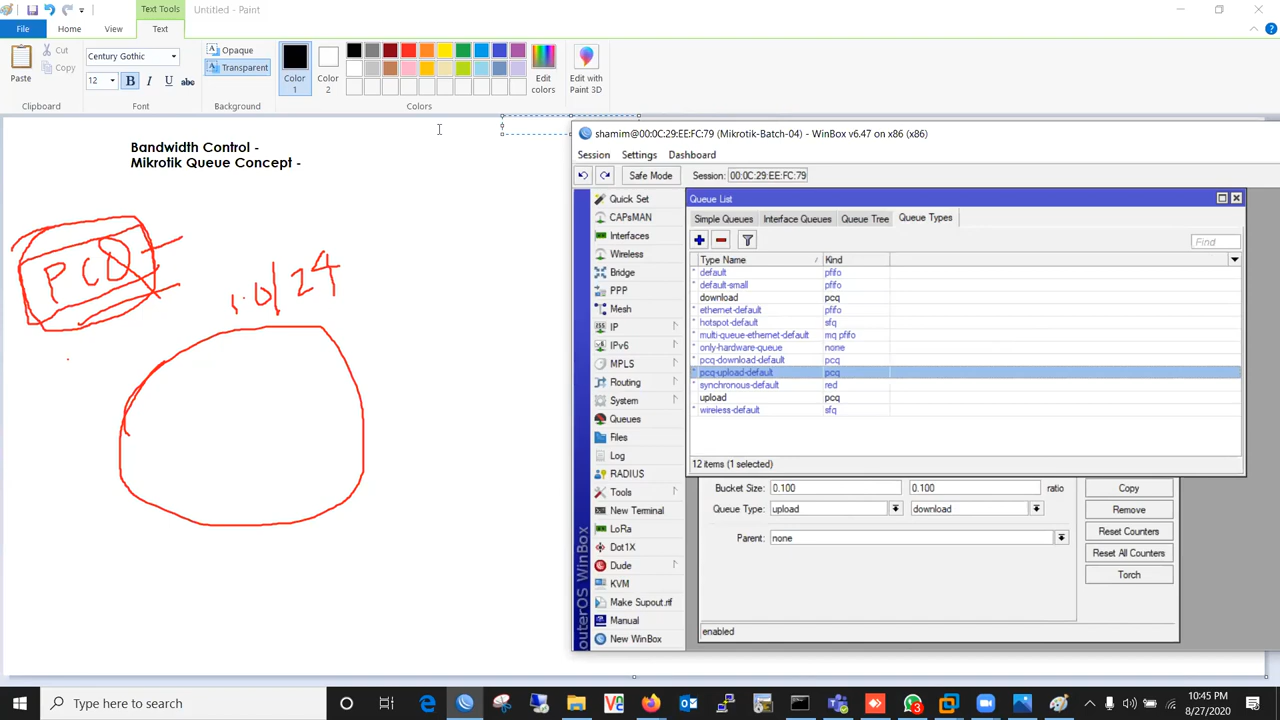 Text Tools
Untitled - Paint
File
Home
View
Text
Paste
Cut
Copy
Clipboard
Century Gothic
12
B
I
U
abc
Font
Opaque
Transparent
Background
Color
1
Color
2
Edit
colors
Edit with
Paint 3D
Colors
Bandwidth Control -
Mikrotik Queue Concept -
PCQ
1.0/24
shamim@00:0C:29:EE:FC:79 (Mikrotik-Batch-04) - WinBox v6.47 on x86 (x86)
Session Settings Dashboard
Safe Mode Session: 00:0C:29:EE:FC:79
Quick Set
CAPsMAN
Interfaces
Wireless
Bridge
PPP
Mesh
IP
IPv6
MPLS
Routing
System
Queues
Files
Log
RADIUS
Tools
New Terminal
LoRa
Dot1X
Dude
KVM
Make Supout.rif
Manual
New WinBox
outerOS WinBox
Queue List
Simple Queues Interface Queues Queue Tree Queue Types
Find
Type Name Kind
* default pfifo
* default-small pfifo
download pcq
* ethernet-default pfifo
* hotspot-default sfq
* multi-queue-ethernet-default mq pfifo
* only-hardware-queue none
* pcq-download-default pcq
* pcq-upload-default pcq
* synchronous-default red
upload pcq
* wireless-default sfq
12 items (1 selected)
Bucket Size: 0.100 0.100 ratio
Queue Type: upload download
Parent: none
Copy
Remove
Reset Counters
Reset All Counters
Torch
enabled
Type here to search
3
10:45 PM
8/27/2020